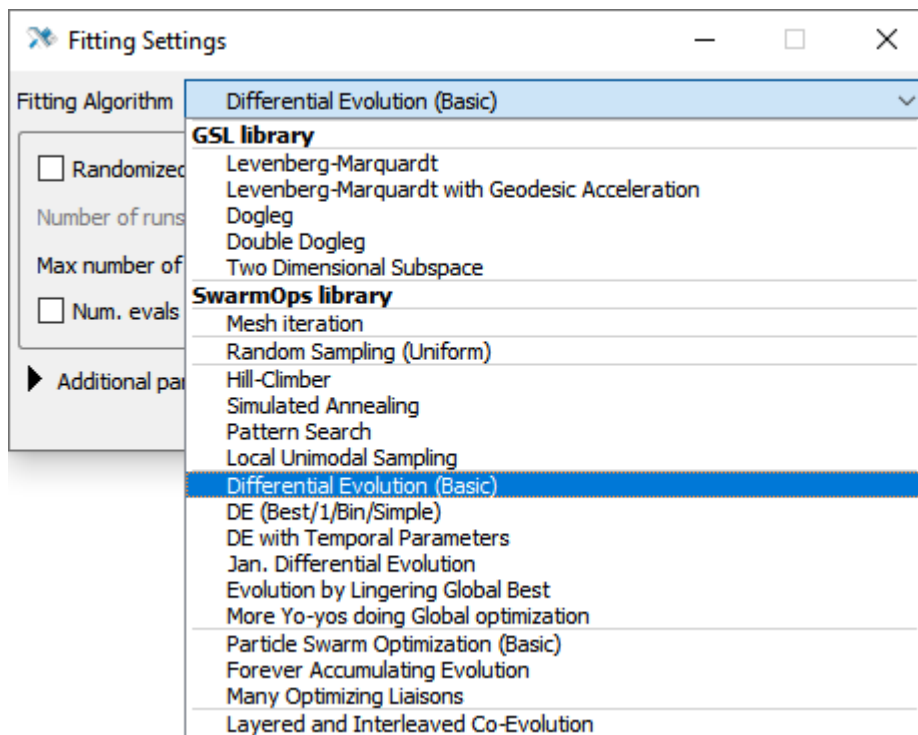 Fitting Settings
Fitting Algorithm Differential Evolution (Basic)
GSL library
Randomized Levenberg-Marquardt
Levenberg-Marquardt with Geodesic Acceleration
Number of runs Dogleg
Double Dogleg
Max number of Two Dimensional Subspace
SwarmOps library
Num. evals Mesh iteration
Random Sampling (Uniform)
Additional par Hill-Climber
Simulated Annealing
Pattern Search
Local Unimodal Sampling
Differential Evolution (Basic)
DE (Best/1/Bin/Simple)
DE with Temporal Parameters
Jan. Differential Evolution
Evolution by Lingering Global Best
More Yo-yos doing Global optimization
Particle Swarm Optimization (Basic)
Forever Accumulating Evolution
Many Optimizing Liaisons
Layered and Interleaved Co-Evolution